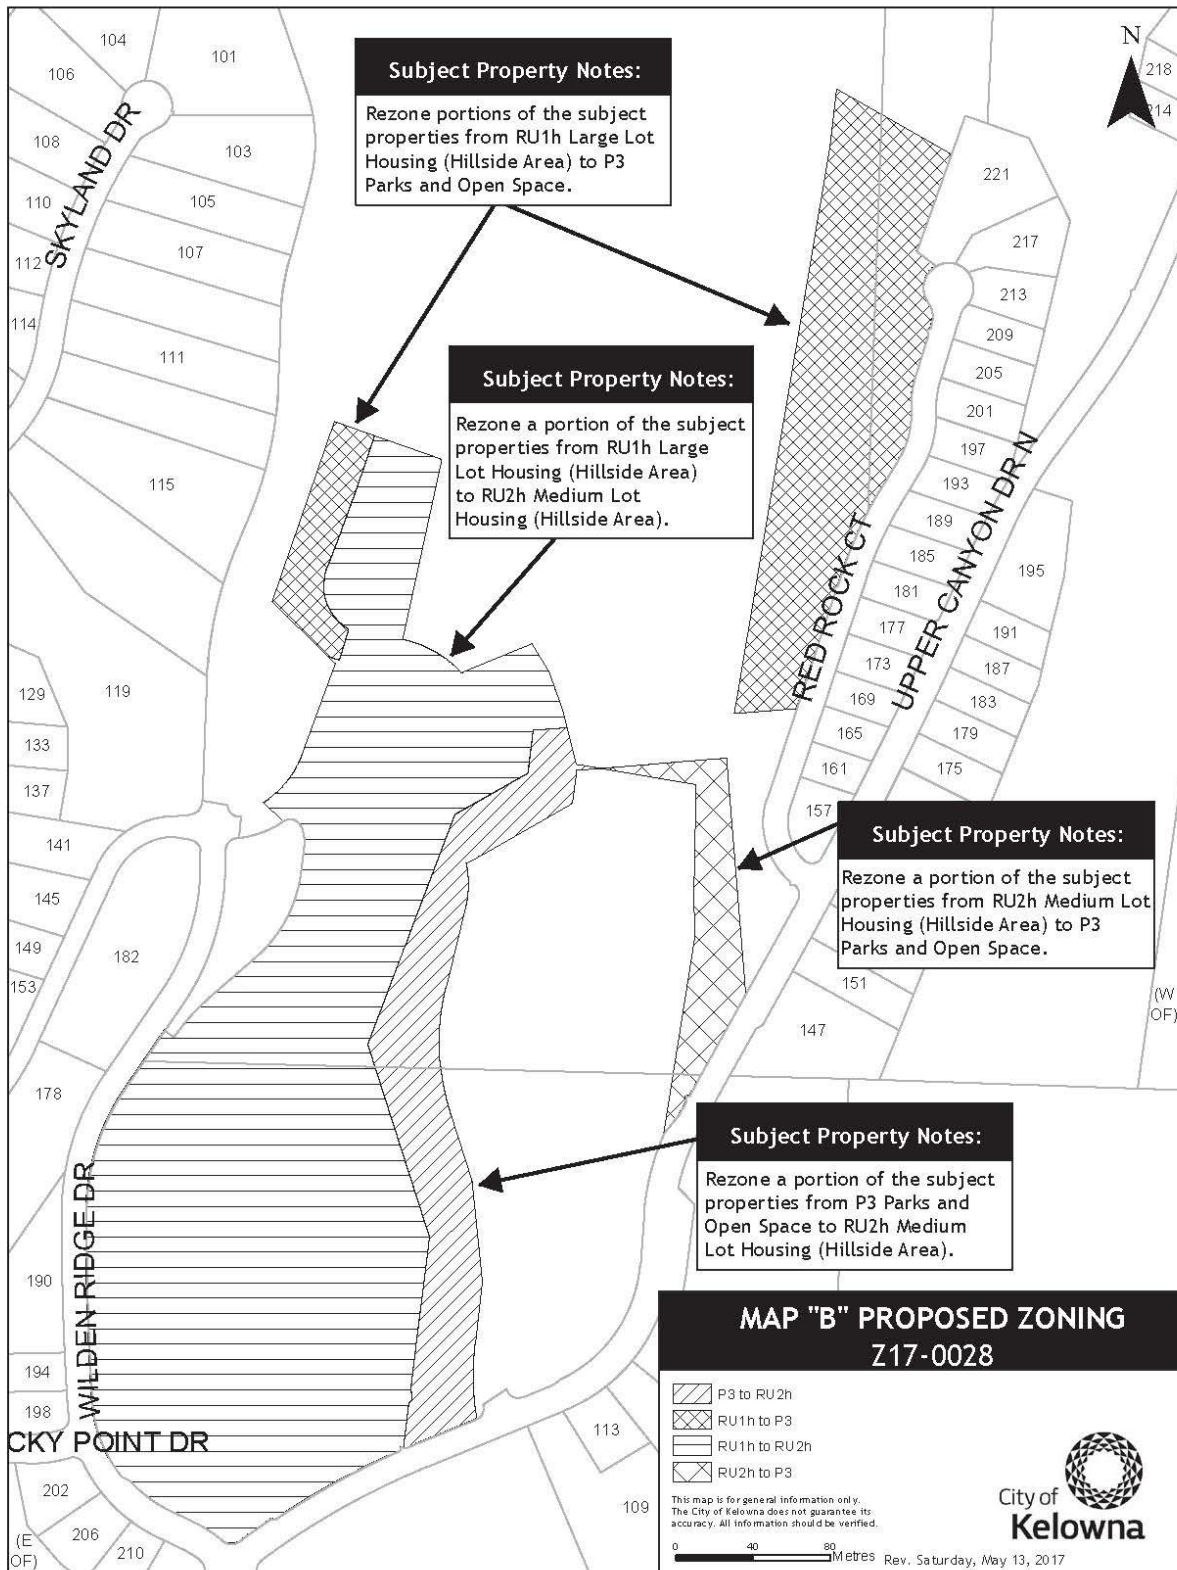 N
104
101
106
218
214
108
103
110
105
107
112
114
111
115
SKYLAND DR
Subject Property Notes:
Rezone portions of the subject
properties from RU1h Large Lot
Housing (Hillside Area) to P3
Parks and Open Space.
Subject Property Notes:
Rezone a portion of the subject
properties from RU1h Large
Lot Housing (Hillside Area)
to RU2h Medium Lot
Housing (Hillside Area).
221
217
213
209
205
201
197
193
189
185
181
177
173
169
165
161
157
RED ROCK CT
UPPER CANYON DR N
195
191
187
183
179
175
119
129
133
137
141
145
149
153
182
178
Subject Property Notes:
Rezone a portion of the subject
properties from RU2h Medium Lot
Housing (Hillside Area) to P3
Parks and Open Space.
151
147
(W
OF)
Subject Property Notes:
Rezone a portion of the subject
properties from P3 Parks and
Open Space to RU2h Medium
Lot Housing (Hillside Area).
WILDEN RIDGE DR
190
194
198
CKY POINT DR
202
206
210
(E
OF)
113
109
MAP "B" PROPOSED ZONING
Z17-0028
P3 to RU2h
RU1h to P3
RU1h to RU2h
RU2h to P3
This map is for general information only.
The City of Kelowna does not guarantee its
accuracy. All information should be verified.
0 40 80
Metres
Rev. Saturday, May 13, 2017
City of
Kelowna